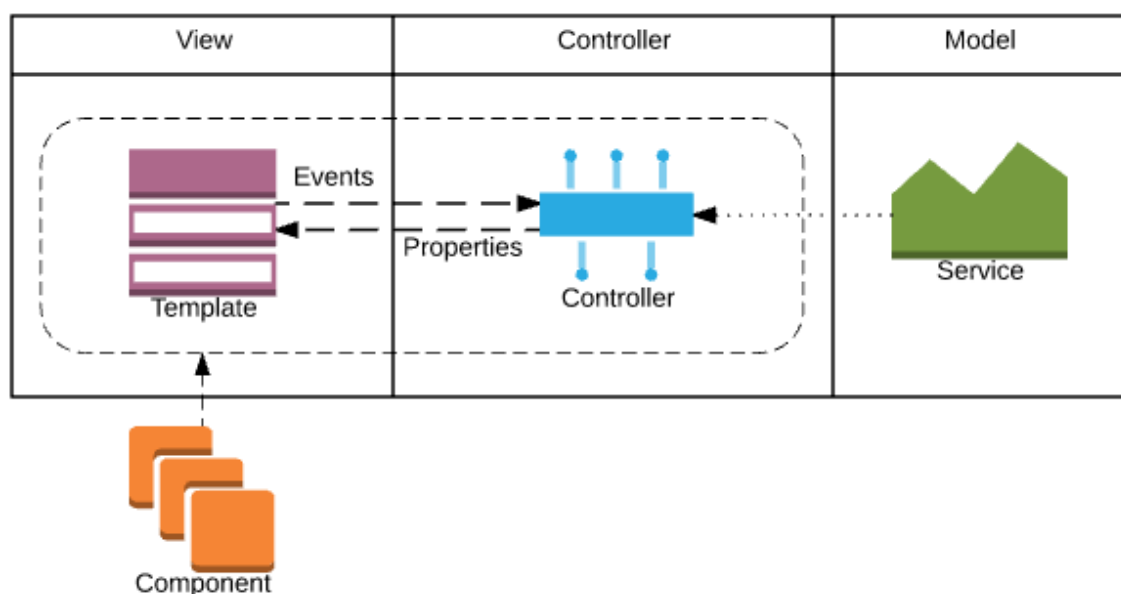 View
Controller
Model
Events
Properties
Template
Controller
Service
Component